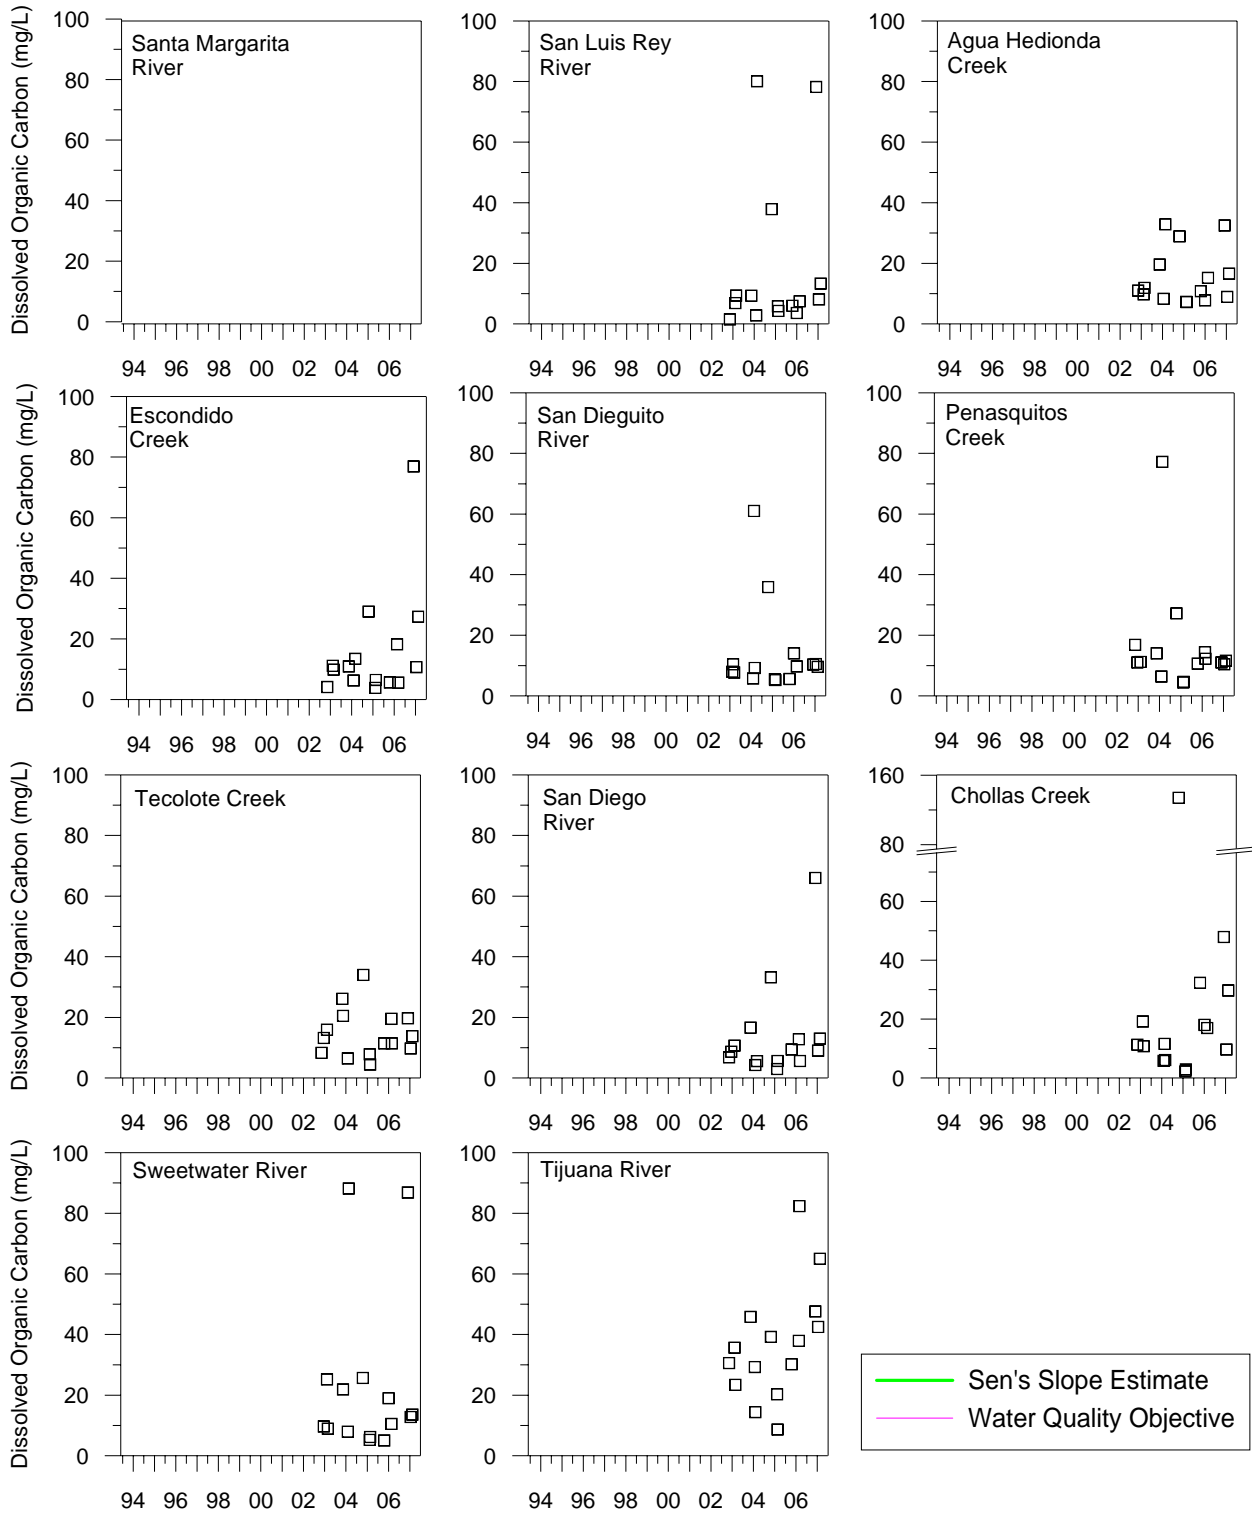 Dissolved Organic Carbon (mg/L)
100
80
60
40
20
0
Santa Margarita
River
94 96 98 00 02 04 06
100
80
60
40
20
0
San Luis Rey
River
94 96 98 00 02 04 06
100
80
60
40
20
0
Agua Hedionda
Creek
94 96 98 00 02 04 06
Dissolved Organic Carbon (mg/L)
100
80
60
40
20
0
Escondido
Creek
94 96 98 00 02 04 06
100
80
60
40
20
0
San Dieguito
River
94 96 98 00 02 04 06
100
80
60
40
20
0
Penasquitos
Creek
94 96 98 00 02 04 06
Dissolved Organic Carbon (mg/L)
100
80
60
40
20
0
Tecolote Creek
94 96 98 00 02 04 06
100
80
60
40
20
0
San Diego
River
94 96 98 00 02 04 06
160
80
60
40
20
0
Chollas Creek
94 96 98 00 02 04 06
Dissolved Organic Carbon (mg/L)
100
80
60
40
20
0
Sweetwater River
94 96 98 00 02 04 06
100
80
60
40
20
0
Tijuana River
94 96 98 00 02 04 06
Sen's Slope Estimate
Water Quality Objective